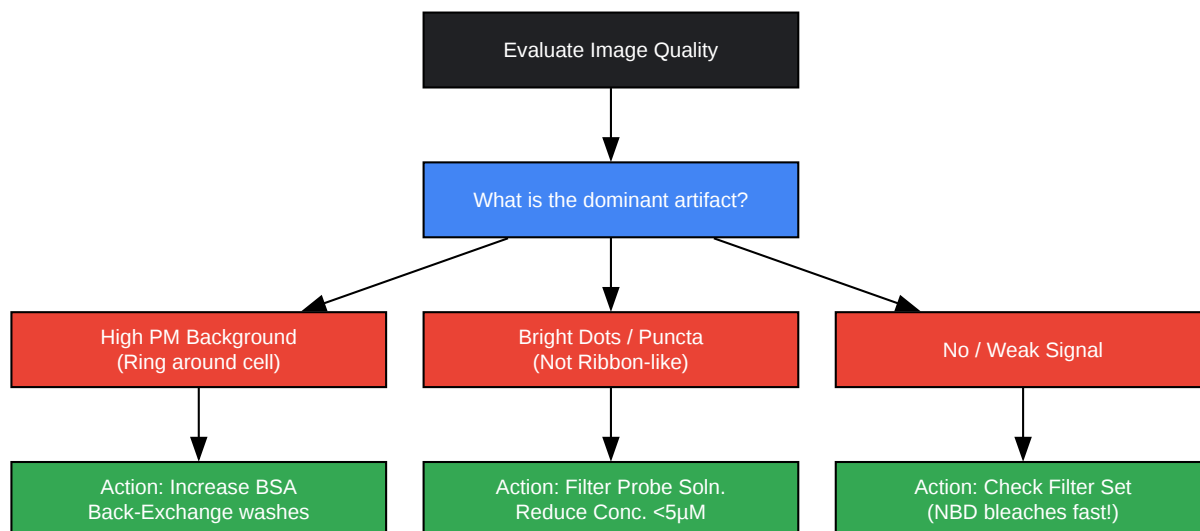 Evaluate Image Quality
What is the dominant artifact?
High PM Background
(Ring around cell)
Bright Dots / Puncta
(Not Ribbon-like)
No / Weak Signal
Action: Increase BSA
Back-Exchange washes
Action: Filter Probe Soln.
Reduce Conc. <5µM
Action: Check Filter Set
(NBD bleaches fast!)